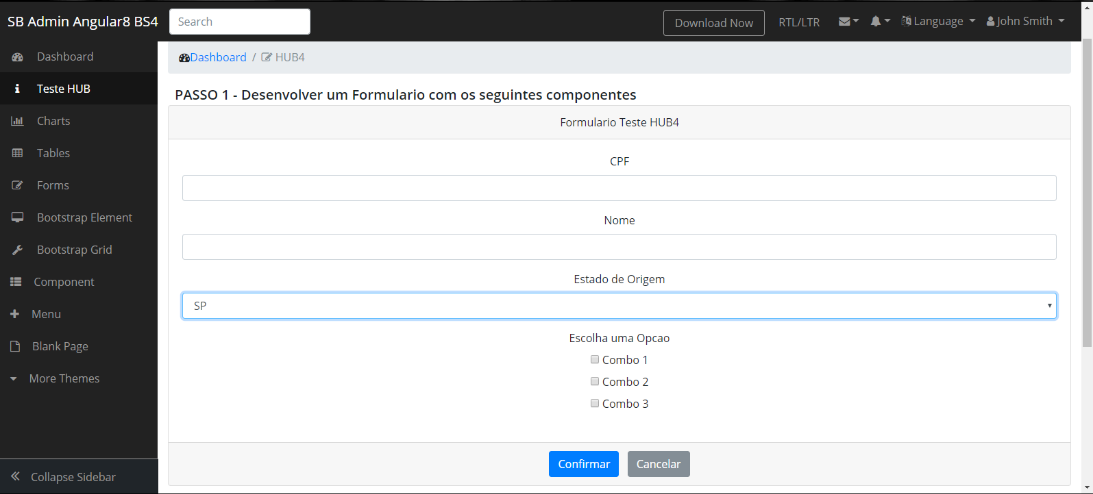 SB Admin Angular8 BS4
Search
Download Now
RTL/LTR
Language
John Smith
Dashboard
Teste HUB
Charts
Tables
Forms
Bootstrap Element
Bootstrap Grid
Component
Menu
Blank Page
More Themes
Collapse Sidebar
Dashboard / HUB4
PASSO 1 - Desenvolver um Formulario com os seguintes componentes
Formulario Teste HUB4
CPF
Nome
Estado de Origem
SP
Escolha uma Opcao
Combo 1
Combo 2
Combo 3
Confirmar
Cancelar